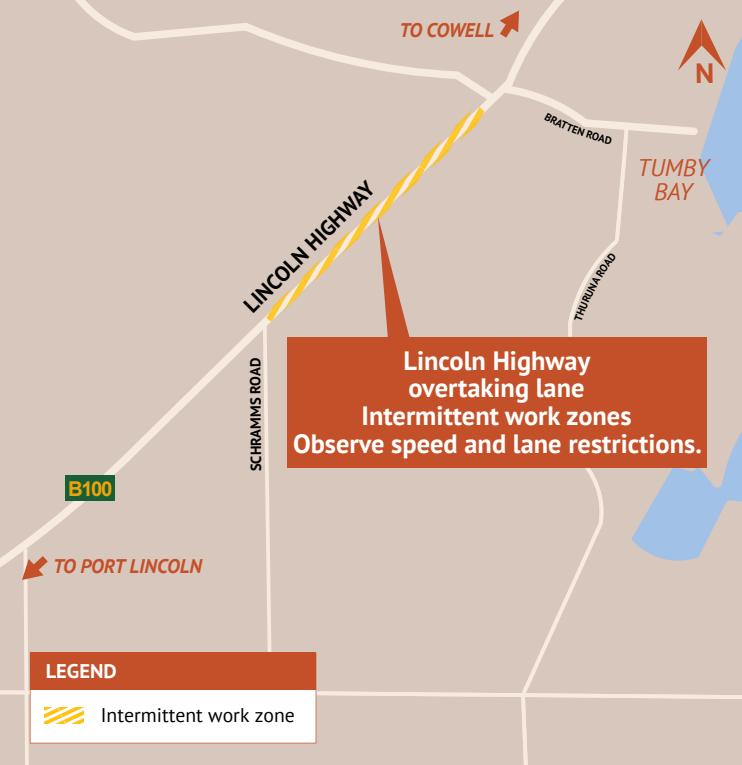 TO COWELL
N
BRATTEN ROAD
TUMBY
BAY
LINCOLN HIGHWAY
THURUNA ROAD
Lincoln Highway
overtaking lane
Intermittent work zones
Observe speed and lane restrictions.
SCHRAMMS ROAD
B100
TO PORT LINCOLN
LEGEND
Intermittent work zone